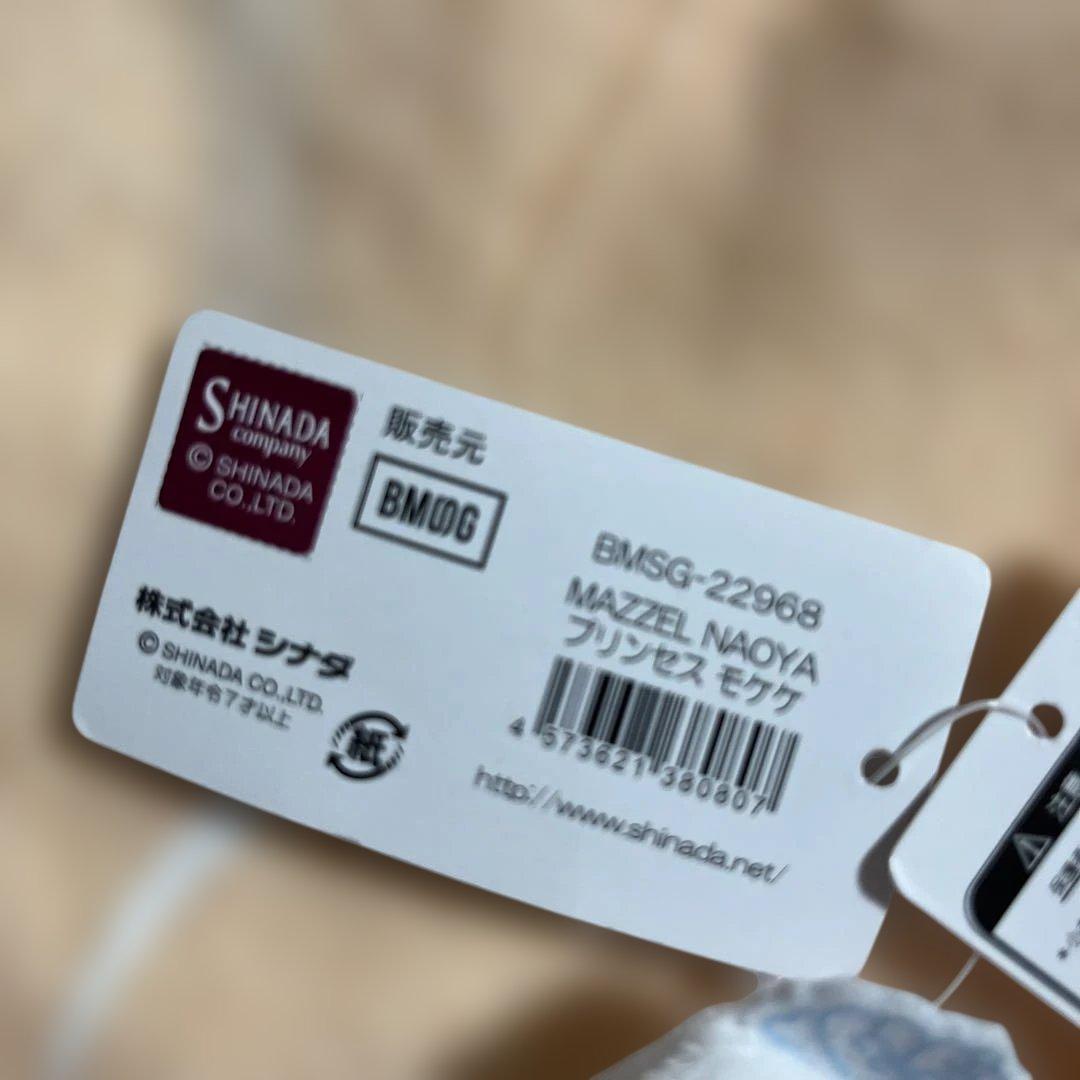 SHINADA
company
© SHINADA
CO.,LTD.
販売元
BMSG
株式会社 シナダ
© SHINADA CO.,LTD.
対象年令7才以上
紙
BMSG-22968
MAZZEL NAOYA
プリンセス モケケ
4 573621 380807
http://www.shinada.net/
注意